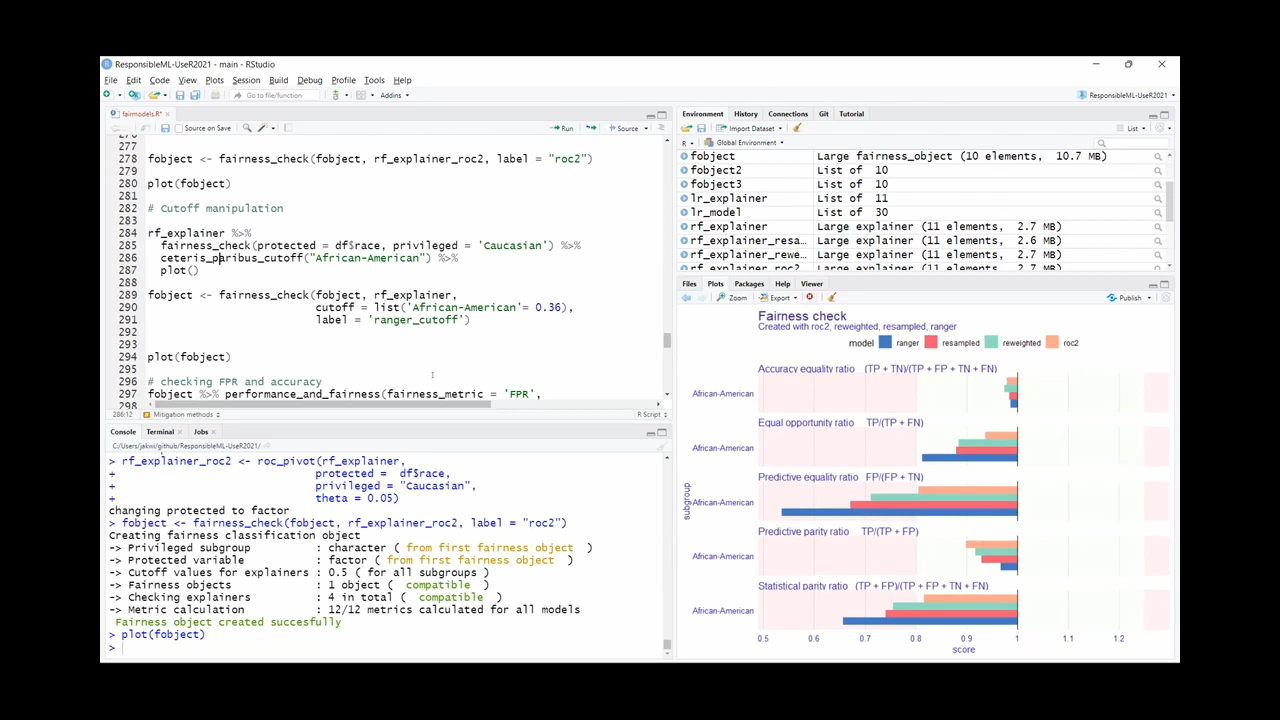 ResponsibleML-UseR2021 - main - RStudio
File Edit Code View Plots Session Build Debug Profile Tools Help
Go to file/function Addins ResponsibleML-UseR2021
fairmodels.R*
Source on Save Run Source
277
278 fobject <- fairness_check(fobject, rf_explainer_roc2, label = "roc2")
279
280 plot(fobject)
281
282 # Cutoff manipulation
283
284 rf_explainer %>%
285 fairness_check(protected = df$race, privileged = 'Caucasian') %>%
286 ceteris_paribus_cutoff("African-American") %>%
287 plot()
288
289 fobject <- fairness_check(fobject, rf_explainer,
290 cutoff = list('African-American'= 0.36),
291 label = 'ranger_cutoff')
292
293
294 plot(fobject)
295
296 # checking FPR and accuracy
297 fobject %>% performance_and_fairness(fairness_metric = 'FPR',
298
286:12 Mitigation methods R Script
Console Terminal Jobs
C:/Users/jakwi/github/ResponsibleML-UseR2021/
> rf_explainer_roc2 <- roc_pivot(rf_explainer,
+ protected = df$race,
+ privileged = "Caucasian",
+ theta = 0.05)
changing protected to factor
> fobject <- fairness_check(fobject, rf_explainer_roc2, label = "roc2")
Creating fairness classification object
-> Privileged subgroup : character ( from first fairness object )
-> Protected variable : factor ( from first fairness object )
-> Cutoff values for explainers : 0.5 ( for all subgroups )
-> Fairness objects : 1 object ( compatible )
-> Checking explainers : 4 in total ( compatible )
-> Metric calculation : 12/12 metrics calculated for all models
Fairness object created succesfully
> plot(fobject)
>
Environment History Connections Git Tutorial
Import Dataset List
R Global Environment
fobject Large fairness_object (10 elements, 10.7 MB)
fobject2 List of 10
fobject3 List of 10
lr_explainer List of 11
lr_model List of 30
rf_explainer Large explainer (11 elements, 2.7 MB)
rf_explainer_resa… Large explainer (11 elements, 2.6 MB)
rf_explainer_rewe… Large explainer (11 elements, 2.7 MB)
rf_explainer_roc2 Large explainer (11 elements, 2.7 MB)
Files Plots Packages Help Viewer
Zoom Export Publish
Fairness check
Created with roc2, reweighted, resampled, ranger
model ranger resampled reweighted roc2
Accuracy equality ratio (TP + TN)/(TP + FP + TN + FN)
African-American
Equal opportunity ratio TP/(TP + FN)
African-American
Predictive equality ratio FP/(FP + TN)
African-American
Predictive parity ratio TP/(TP + FP)
African-American
Statistical parity ratio (TP + FP)/(TP + FP + TN + FN)
African-American
subgroup
0.5 0.6 0.7 0.8 0.9 1 1.1 1.2
score